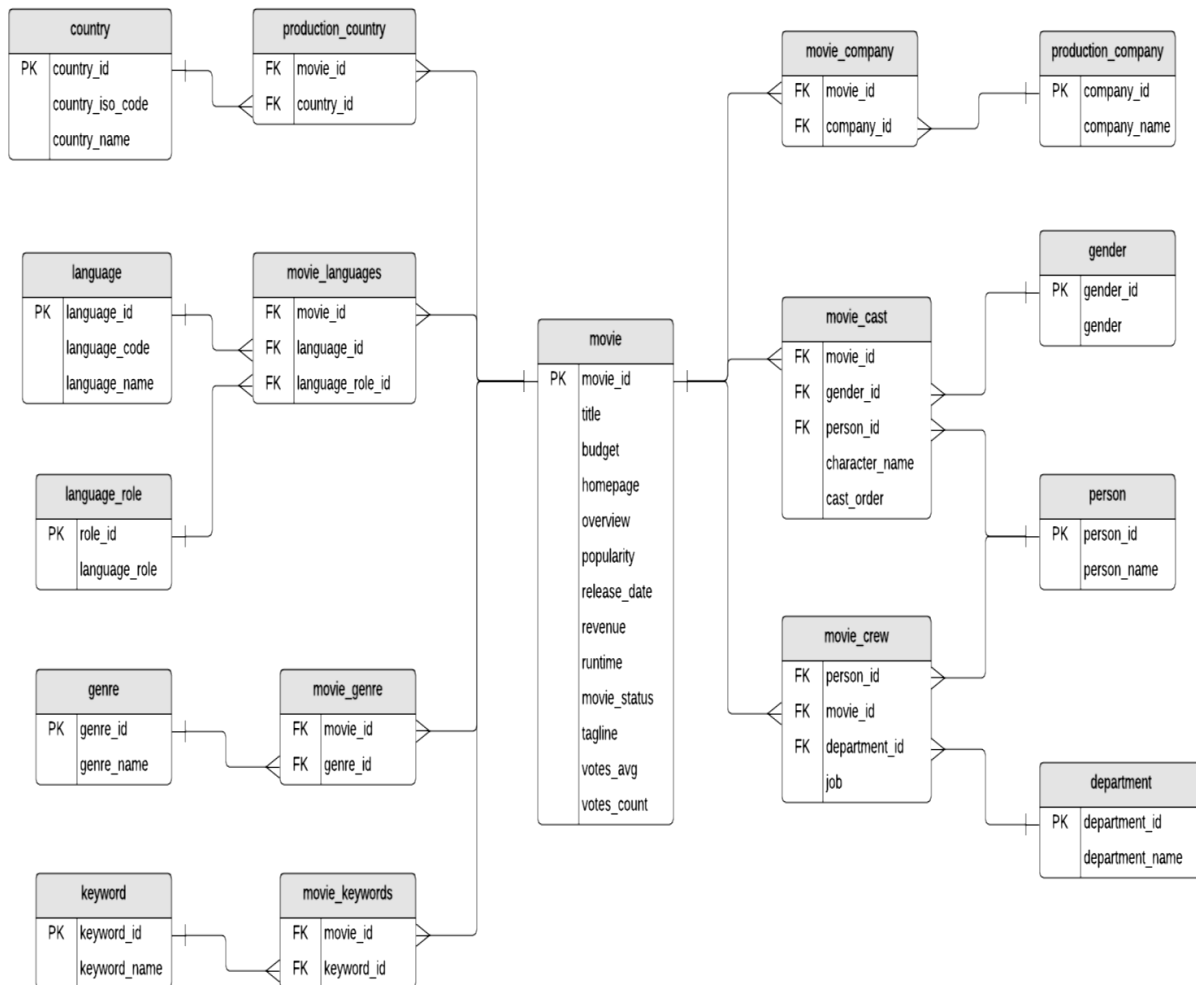 country
PK country_id
country_iso_code
country_name
production_country
FK movie_id
FK country_id
movie_company
FK movie_id
FK company_id
production_company
PK company_id
company_name
language
PK language_id
language_code
language_name
movie_languages
FK movie_id
FK language_id
FK language_role_id
gender
PK gender_id
gender
movie
PK movie_id
title
budget
homepage
overview
popularity
release_date
revenue
runtime
movie_status
tagline
votes_avg
votes_count
movie_cast
FK movie_id
FK gender_id
FK person_id
character_name
cast_order
language_role
PK role_id
language_role
person
PK person_id
person_name
genre
PK genre_id
genre_name
movie_genre
FK movie_id
FK genre_id
movie_crew
FK person_id
FK movie_id
FK department_id
job
department
PK department_id
department_name
keyword
PK keyword_id
keyword_name
movie_keywords
FK movie_id
FK keyword_id